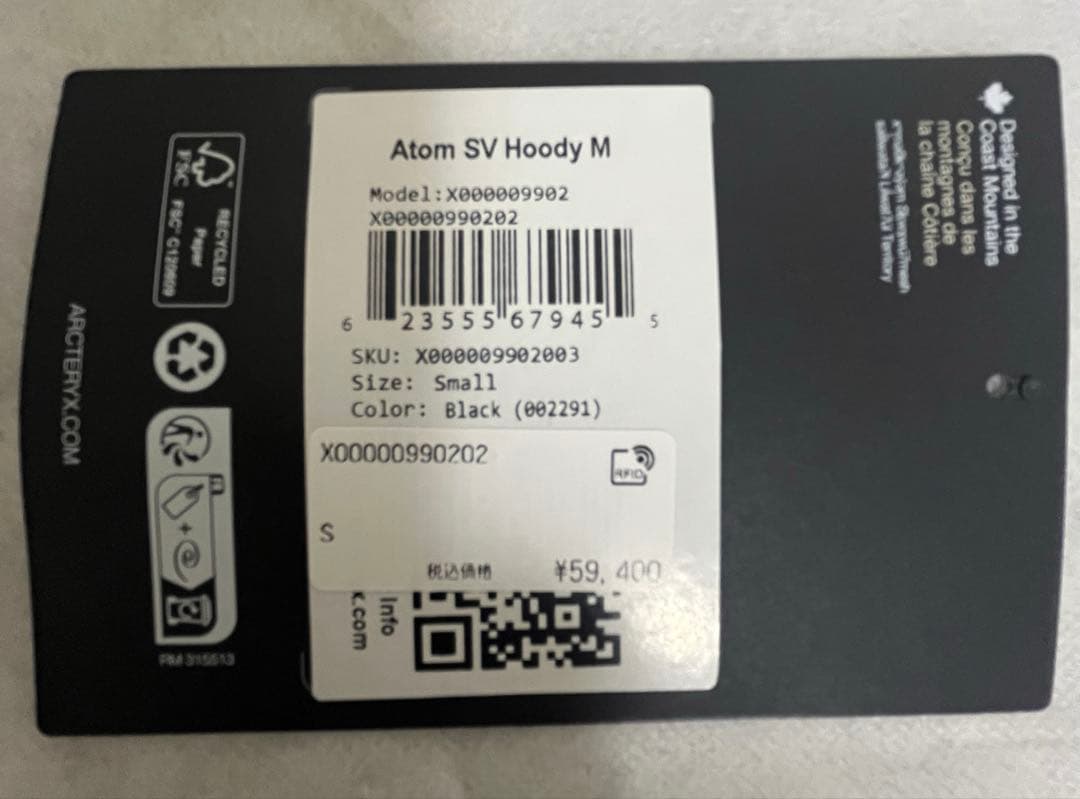 Atom SV Hoody M
Model:X000009902
X00000990202
6 23555 67945 5
SKU: X000009902003
Size: Small
Color: Black (002291)
X00000990202
RFID
S
税込価格 ¥59,400
Info
x.com
Designed in the
Coast Mountains
Conçu dans les
montagnes de
la chaîne Côtière
Territory
FSC
RECYCLED
Paper
FSC® C120609
ARCTERYX.COM
RM 315513